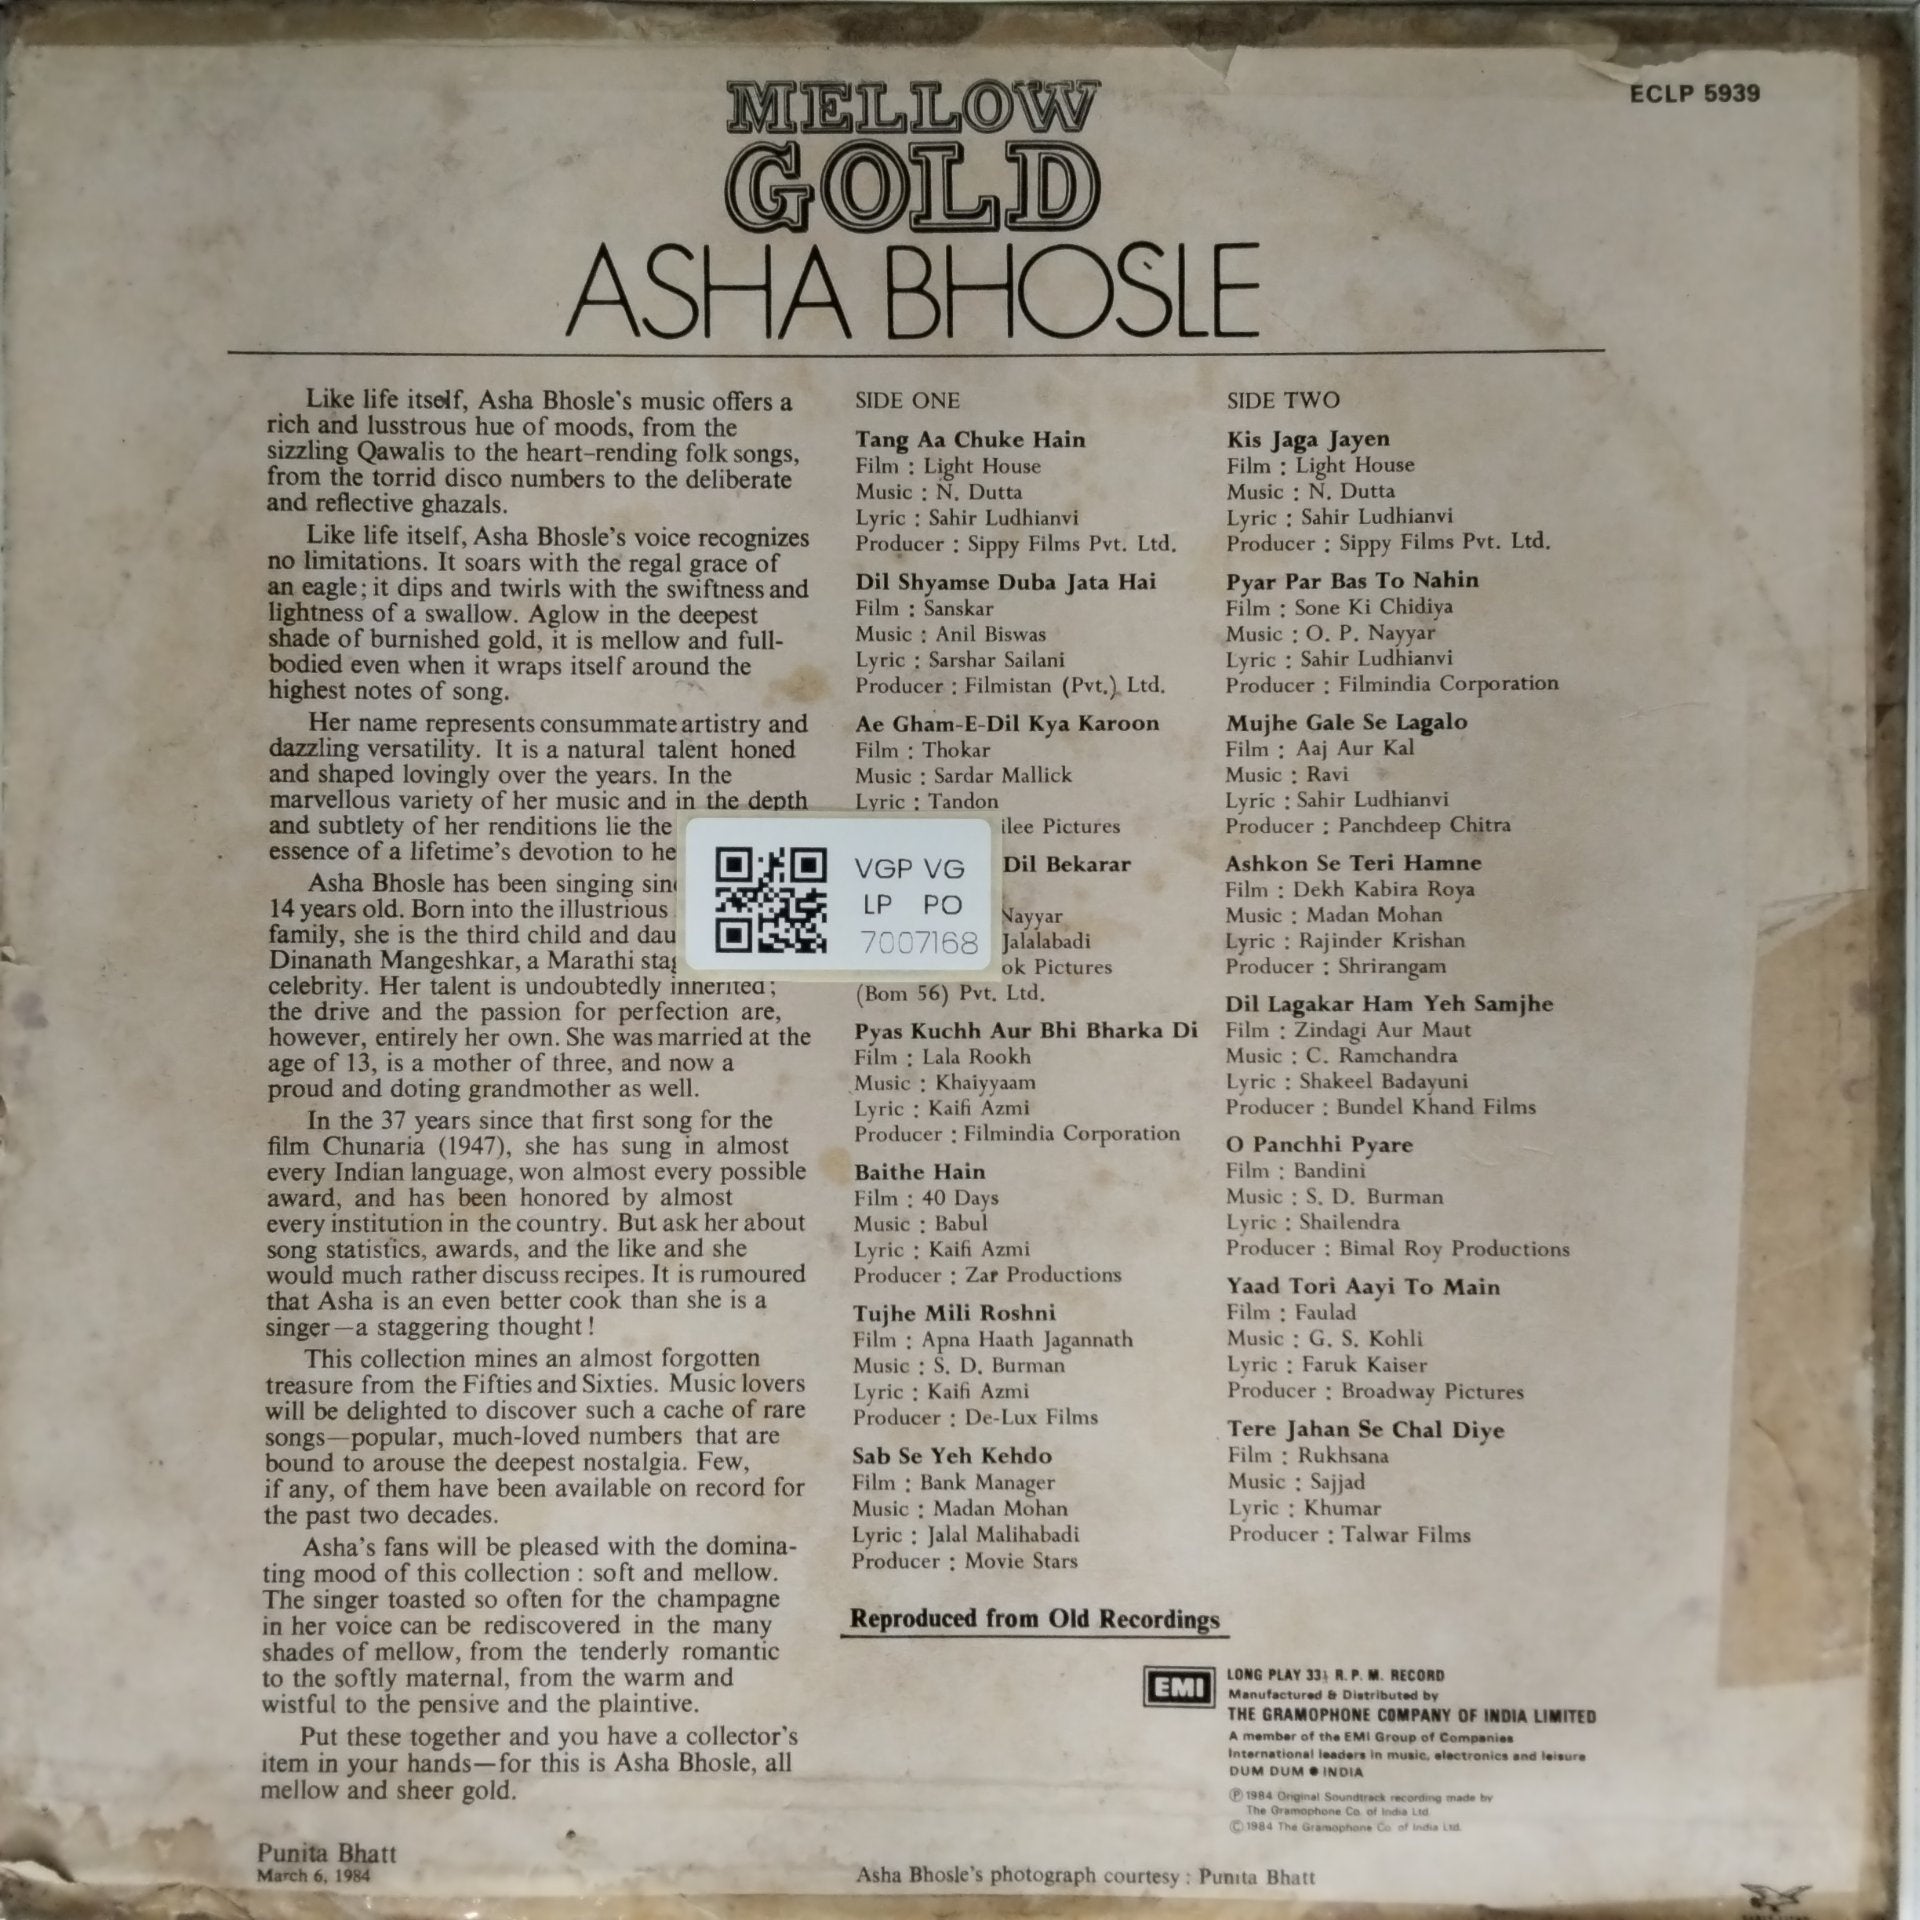 ECLP 5939
MELLOW
GOLD
ASHA BHOSLE
Like life itself, Asha Bhosle's music offers a
rich and lusstrous hue of moods, from the
sizzling Qawalis to the heart-rending folk songs,
from the torrid disco numbers to the deliberate
and reflective ghazals.
Like life itself, Asha Bhosle's voice recognizes
no limitations. It soars with the regal grace of
an eagle; it dips and twirls with the swiftness and
lightness of a swallow. Aglow in the deepest
shade of burnished gold, it is mellow and full-
bodied even when it wraps itself around the
highest notes of song.
Her name represents consummate artistry and
dazzling versatility. It is a natural talent honed
and shaped lovingly over the years. In the
marvellous variety of her music and in the depth
and subtlety of her renditions lie the
essence of a lifetime's devotion to he
Asha Bhosle has been singing sin
14 years old. Born into the illustrious
family, she is the third child and dau
Dinanath Mangeshkar, a Marathi sta
celebrity. Her talent is undoubtedly inherited;
the drive and the passion for perfection are,
however, entirely her own. She was married at the
age of 13, is a mother of three, and now a
proud and doting grandmother as well.
In the 37 years since that first song for the
film Chunaria (1947), she has sung in almost
every Indian language, won almost every possible
award, and has been honored by almost
every institution in the country. But ask her about
song statistics, awards, and the like and she
would much rather discuss recipes. It is rumoured
that Asha is an even better cook than she is a
singer—a staggering thought!
This collection mines an almost forgotten
treasure from the Fifties and Sixties. Music lovers
will be delighted to discover such a cache of rare
songs—popular, much-loved numbers that are
bound to arouse the deepest nostalgia. Few,
if any, of them have been available on record for
the past two decades.
Asha's fans will be pleased with the domina-
ting mood of this collection : soft and mellow.
The singer toasted so often for the champagne
in her voice can be rediscovered in the many
shades of mellow, from the tenderly romantic
to the softly maternal, from the warm and
wistful to the pensive and the plaintive.
Put these together and you have a collector's
item in your hands—for this is Asha Bhosle, all
mellow and sheer gold.
Punita Bhatt
March 6, 1984
SIDE ONE
Tang Aa Chuke Hain
Film : Light House
Music : N. Dutta
Lyric : Sahir Ludhianvi
Producer : Sippy Films Pvt. Ltd.
Dil Shyamse Duba Jata Hai
Film : Sanskar
Music : Anil Biswas
Lyric : Sarshar Sailani
Producer : Filmistan (Pvt.) Ltd.
Ae Gham-E-Dil Kya Karoon
Film : Thokar
Music : Sardar Mallick
Lyric : Tandon
ilee Pictures
Dil Bekarar
Nayyar
Jalalabadi
ok Pictures
(Bom 56) Pvt. Ltd.
VGP VG
LP PO
7007168
Pyas Kuchh Aur Bhi Bharka Di
Film : Lala Rookh
Music : Khaiyyaam
Lyric : Kaifi Azmi
Producer : Filmindia Corporation
Baithe Hain
Film : 40 Days
Music : Babul
Lyric : Kaifi Azmi
Producer : Zar Productions
Tujhe Mili Roshni
Film : Apna Haath Jagannath
Music : S. D. Burman
Lyric : Kaifi Azmi
Producer : De-Lux Films
Sab Se Yeh Kehdo
Film : Bank Manager
Music : Madan Mohan
Lyric : Jalal Malihabadi
Producer : Movie Stars
SIDE TWO
Kis Jaga Jayen
Film : Light House
Music : N. Dutta
Lyric : Sahir Ludhianvi
Producer : Sippy Films Pvt. Ltd.
Pyar Par Bas To Nahin
Film : Sone Ki Chidiya
Music : O. P. Nayyar
Lyric : Sahir Ludhianvi
Producer : Filmindia Corporation
Mujhe Gale Se Lagalo
Film : Aaj Aur Kal
Music : Ravi
Lyric : Sahir Ludhianvi
Producer : Panchdeep Chitra
Ashkon Se Teri Hamne
Film : Dekh Kabira Roya
Music : Madan Mohan
Lyric : Rajinder Krishan
Producer : Shrirangam
Dil Lagakar Ham Yeh Samjhe
Film : Zindagi Aur Maut
Music : C. Ramchandra
Lyric : Shakeel Badayuni
Producer : Bundel Khand Films
O Panchhi Pyare
Film : Bandini
Music : S. D. Burman
Lyric : Shailendra
Producer : Bimal Roy Productions
Yaad Tori Aayi To Main
Film : Faulad
Music : G. S. Kohli
Lyric : Faruk Kaiser
Producer : Broadway Pictures
Tere Jahan Se Chal Diye
Film : Rukhsana
Music : Sajjad
Lyric : Khumar
Producer : Talwar Films
Reproduced from Old Recordings
EMI
LONG PLAY 33⅓ R. P. M. RECORD
Manufactured & Distributed by
THE GRAMOPHONE COMPANY OF INDIA LIMITED
A member of the EMI Group of Companies
International leaders in music, electronics and leisure
DUM DUM ● INDIA
Ⓟ 1984 Original Soundtrack recording made by
The Gramophone Co. of India Ltd.
© 1984 The Gramophone Co. of India Ltd.
Asha Bhosle's photograph courtesy : Punita Bhatt